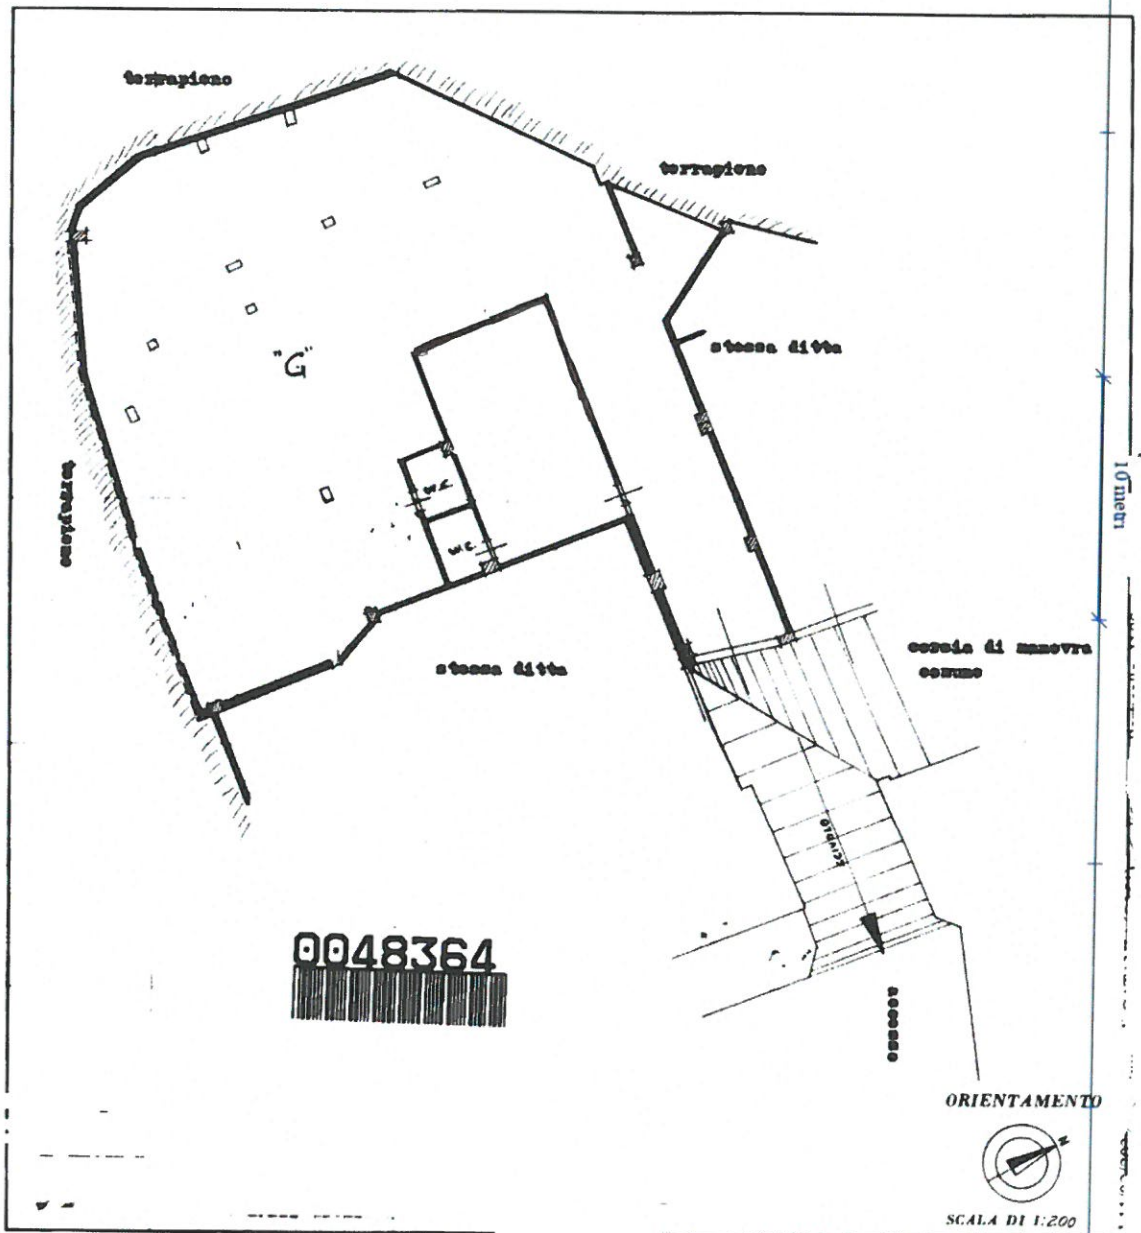 terrapieno
terrapieno
stessa ditta
"G"
10 metri
terrapieno
W.C.
W.C.
corsia di manovra
comune
stessa ditta
SCIVOLO
0048364
accesso
ORIENTAMENTO
N
SCALA DI 1:200